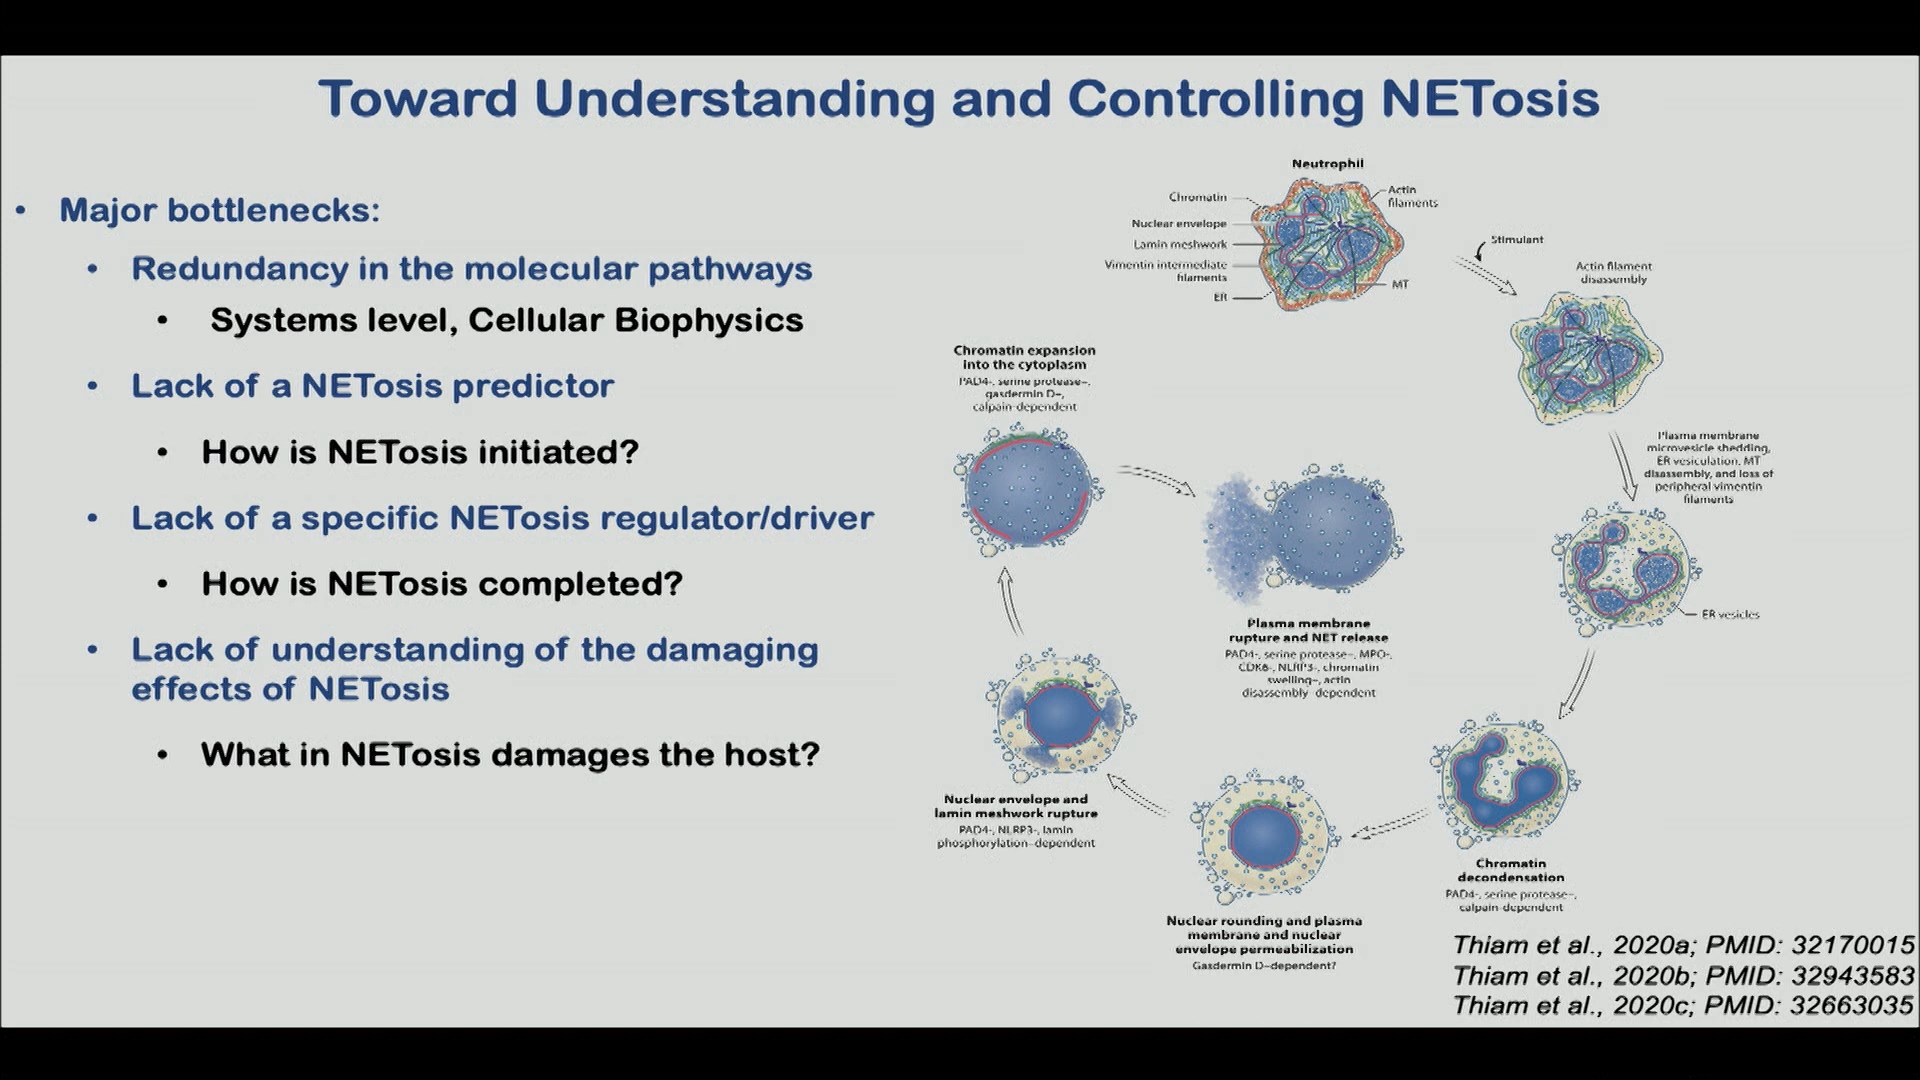 Toward Understanding and Controlling NETosis
• Major bottlenecks:
• Redundancy in the molecular pathways
• Systems level, Cellular Biophysics
• Lack of a NETosis predictor
• How is NETosis initiated?
• Lack of a specific NETosis regulator/driver
• How is NETosis completed?
• Lack of understanding of the damaging
effects of NETosis
• What in NETosis damages the host?
Neutrophil
Chromatin
Nuclear envelope
Lamin meshwork
Vimentin intermediate
filaments
ER
Actin
filaments
MT
Stimulant
Actin filament
disassembly
Plasma membrane
microvesicle shedding,
ER vesiculation, MT
disassembly, and loss of
peripheral vimentin
filaments
ER vesicles
Chromatin
decondensation
PAD4-, serine protease–,
calpain-dependent
Nuclear rounding and plasma
membrane and nuclear
envelope permeabilization
Gasdermin D–dependent?
Nuclear envelope and
lamin meshwork rupture
PAD4-, NLRP3-, lamin
phosphorylation–dependent
Chromatin expansion
into the cytoplasm
PAD4-, serine protease–,
gasdermin D–,
calpain-dependent
Plasma membrane
rupture and NET release
PAD4-, serine protease–, MPO-,
CDK6-, NLRP3-, chromatin
swelling–, actin
disassembly–dependent
Thiam et al., 2020a; PMID: 32170015
Thiam et al., 2020b; PMID: 32943583
Thiam et al., 2020c; PMID: 32663035